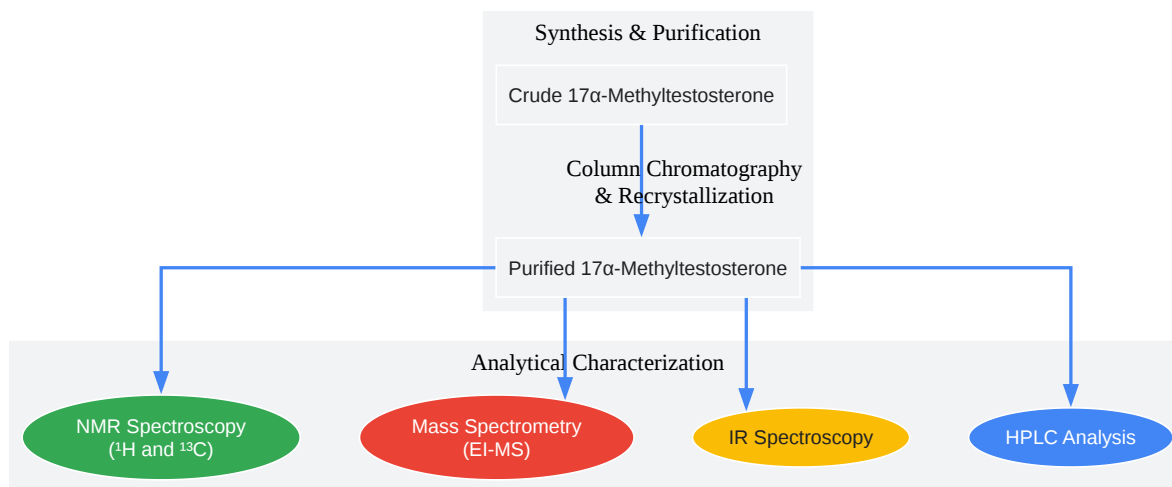 Synthesis & Purification
Crude 17α-Methyltestosterone
Column Chromatography
& Recrystallization
Purified 17α-Methyltestosterone
Analytical Characterization
NMR Spectroscopy
(¹H and ¹³C)
Mass Spectrometry
(EI-MS)
IR Spectroscopy
HPLC Analysis